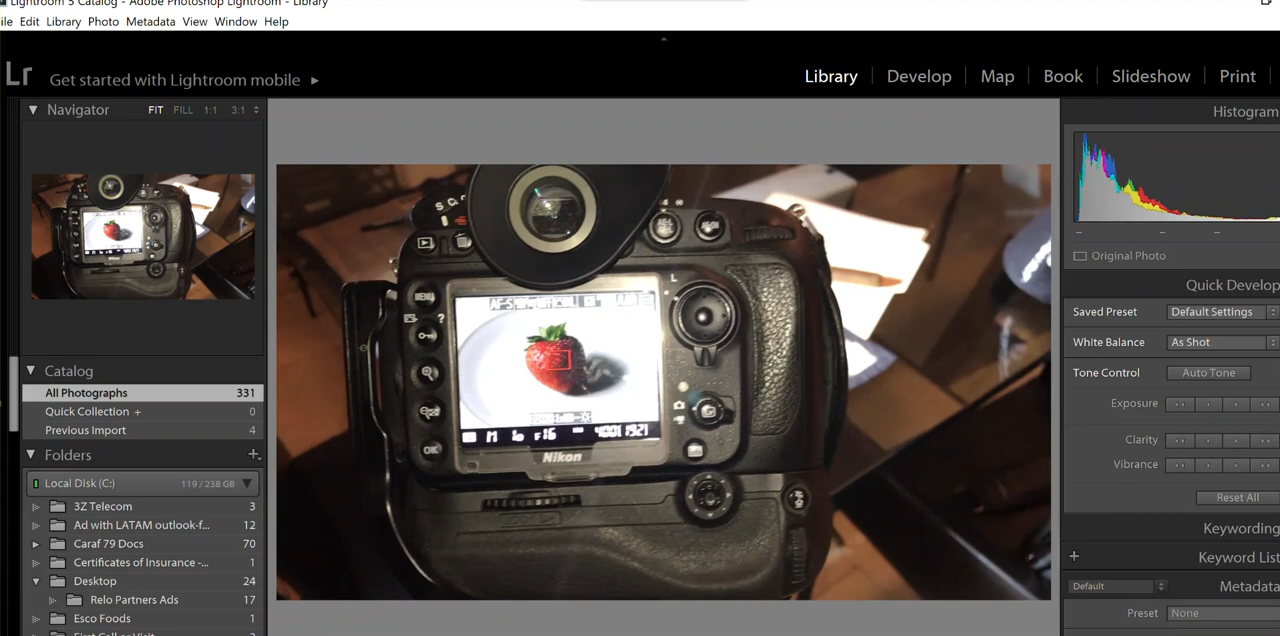 Lightroom 5 Catalog - Adobe Photoshop Lightroom - Library
ile Edit Library Photo Metadata View Window Help
Lr Get started with Lightroom mobile
Library Develop Map Book Slideshow Print
Navigator FIT FILL 1:1 3:1
Catalog
All Photographs 331
Quick Collection + 0
Previous Import 4
Folders +
Local Disk (C:) 119 / 238 GB
3Z Telecom 3
Ad with LATAM outlook-f... 12
Caraf 79 Docs 70
Certificates of Insurance -... 1
Desktop 24
Relo Partners Ads 17
Esco Foods 1
MENU
?
L
OK
M F16 400[192]
Nikon
Histogram
Original Photo
Quick Develop
Saved Preset Default Settings
White Balance As Shot
Tone Control Auto Tone
Exposure
Clarity
Vibrance
Reset All
Keywording
+ Keyword List
Default Metadata
Preset None